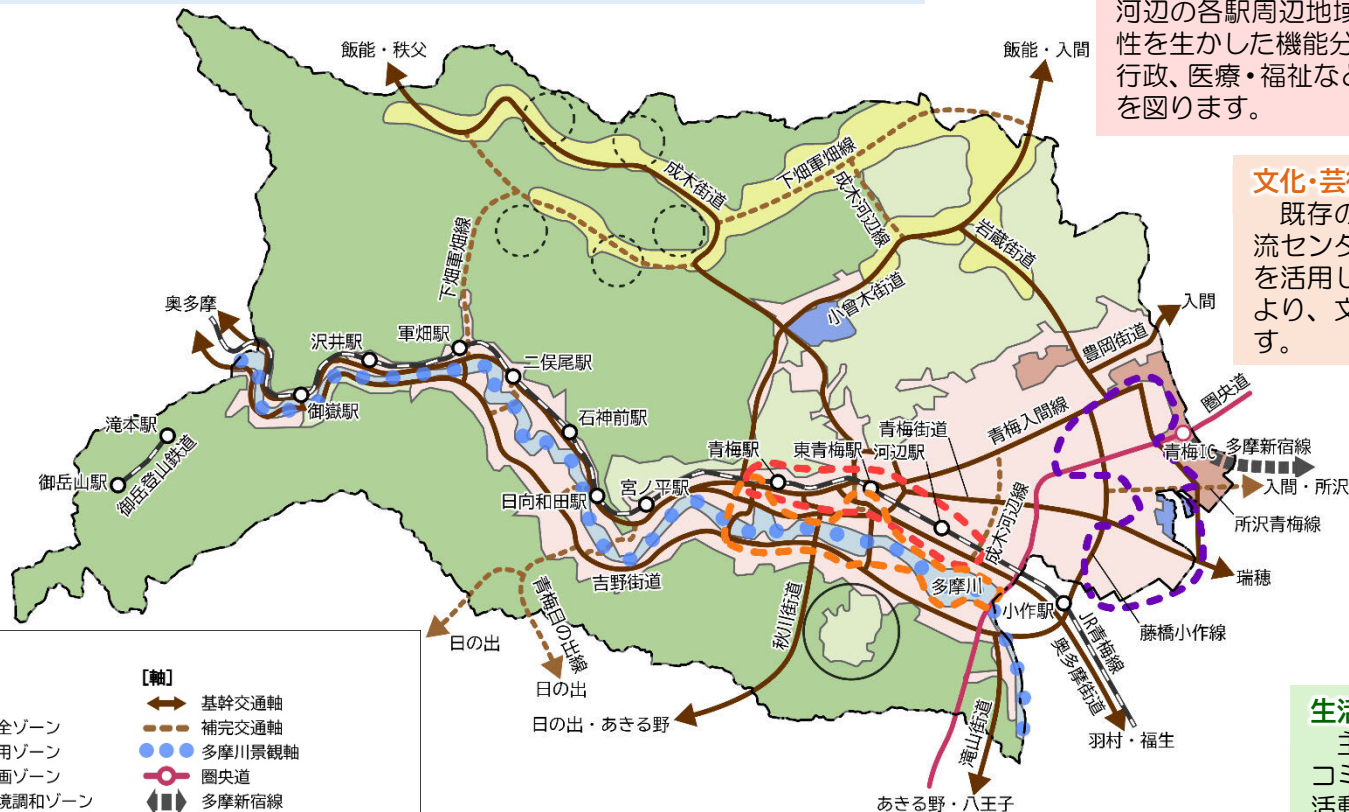 河辺の各駅周辺地域
性を生かした機能分
行政、医療・福祉など
を図ります。
文化・芸術
既存の
流センタ
を活用し
より、文
す。
飯能・秩父
飯能・入間
成木街道
下畑軍畑線
成木河辺線
岩蔵街道
下畑軍畑線
小曾木街道
奥多摩
沢井駅
軍畑駅
二俣尾駅
御嶽駅
石神前駅
滝本駅
御岳山駅
御岳登山鉄道
日向和田駅
宮ノ平駅
青梅駅
東青梅駅
河辺駅
青梅街道
青梅入間線
豊岡街道
入間
圏央道
青梅IC
多摩新宿線
入間・所沢
所沢青梅線
成木河辺線
瑞穂
吉野街道
多摩川
小作駅
藤橋小作線
JR青梅線
奥多摩街道
秋川街道
青梅日の出線
日の出
日の出
日の出・あきる野
滝山街道
羽村・福生
あきる野・八王子
[軸]
基幹交通軸
全ゾーン
補完交通軸
用ゾーン
多摩川景観軸
画ゾーン
圏央道
境調和ゾーン
多摩新宿線
生活
主
コミ
活動